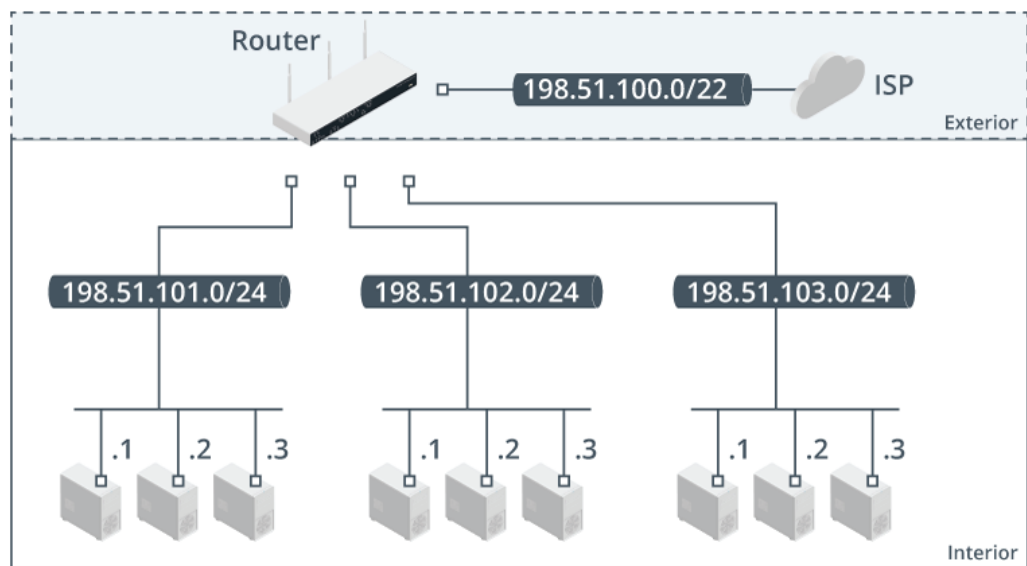 Router
198.51.100.0/22
ISP
Exterior
198.51.101.0/24
198.51.102.0/24
198.51.103.0/24
.1 .2 .3
.1 .2 .3
.1 .2 .3
Interior